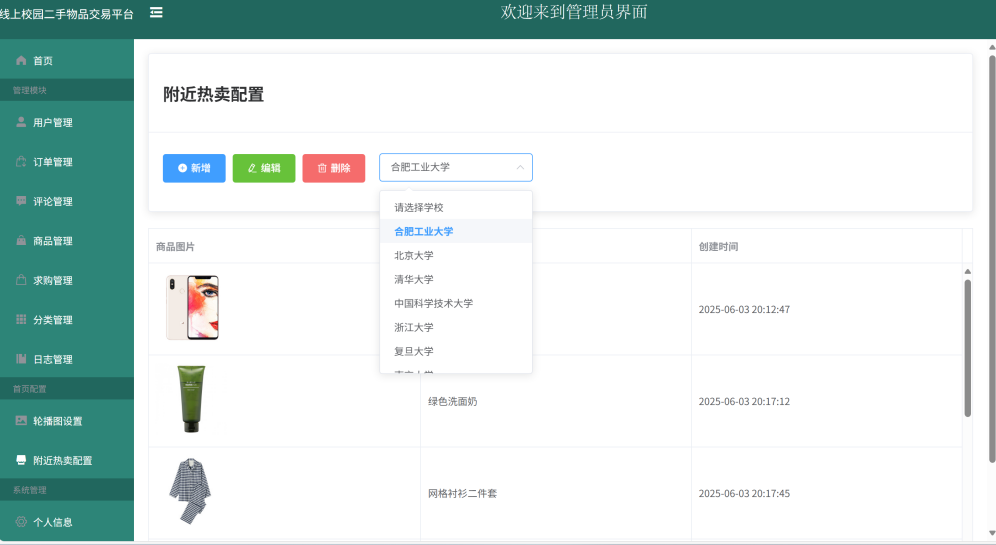 线上校园二手物品交易平台
欢迎来到管理员界面
首页
管理模块
用户管理
订单管理
评论管理
商品管理
求购管理
分类管理
日志管理
首页配置
轮播图设置
附近热卖配置
系统管理
个人信息
附近热卖配置
新增 编辑 删除 合肥工业大学
请选择学校
合肥工业大学
北京大学
清华大学
中国科学技术大学
浙江大学
复旦大学
商品图片 创建时间
2025-06-03 20:12:47
绿色洗面奶 2025-06-03 20:17:12
网格衬衫二件套 2025-06-03 20:17:45